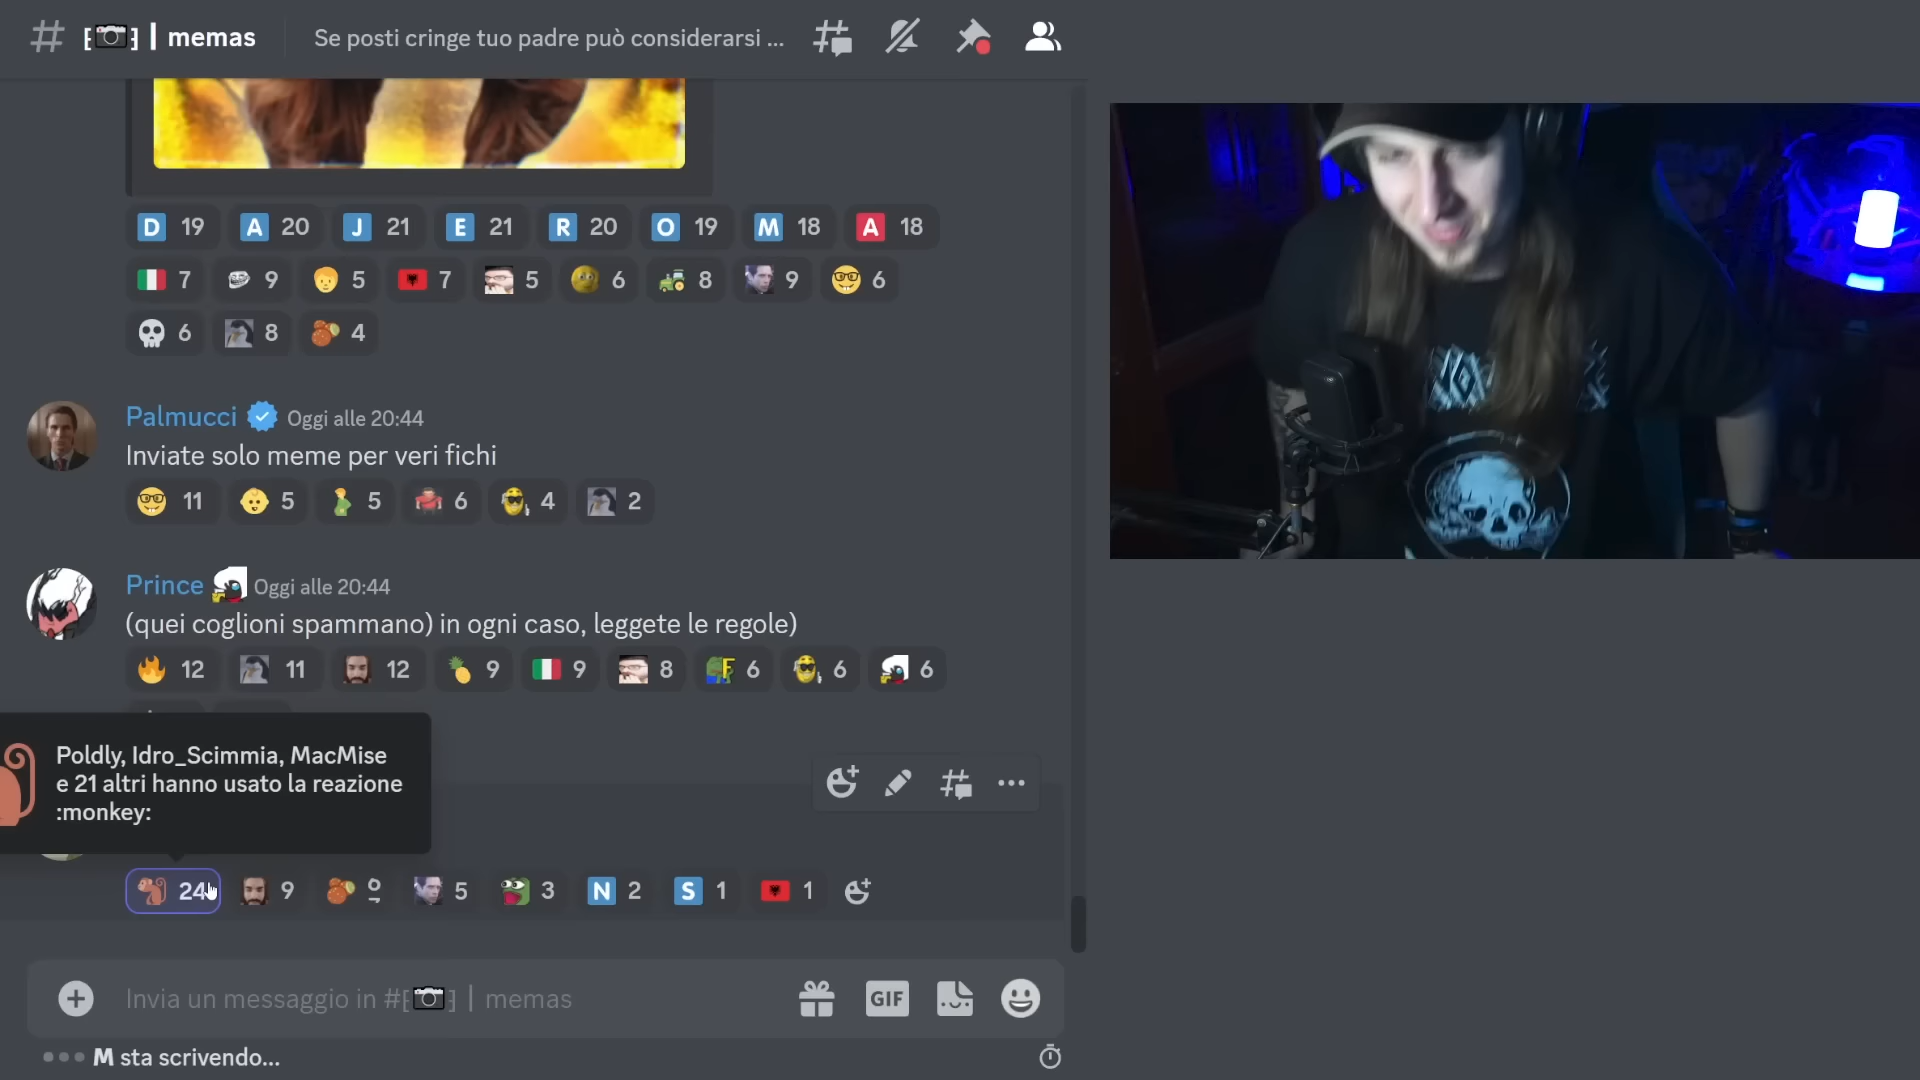 [📷] | memas
Se posti cringe tuo padre può considerarsi ...
D 19 A 20 J 21 E 21 R 20 O 19 M 18 A 18
7 9 5 7 5 6 8 9 6
6 8 4
Palmucci Oggi alle 20:44
Inviate solo meme per veri fichi
11 5 5 6 4 2
Prince Oggi alle 20:44
(quei coglioni spammano) in ogni caso, leggete le regole)
12 11 12 9 9 8 6 6 6
Poldly, Idro_Scimmia, MacMise
e 21 altri hanno usato la reazione
:monkey:
24 9 5 3 N 2 S 1 1
Invia un messaggio in #[📷] | memas
GIF
M sta scrivendo...